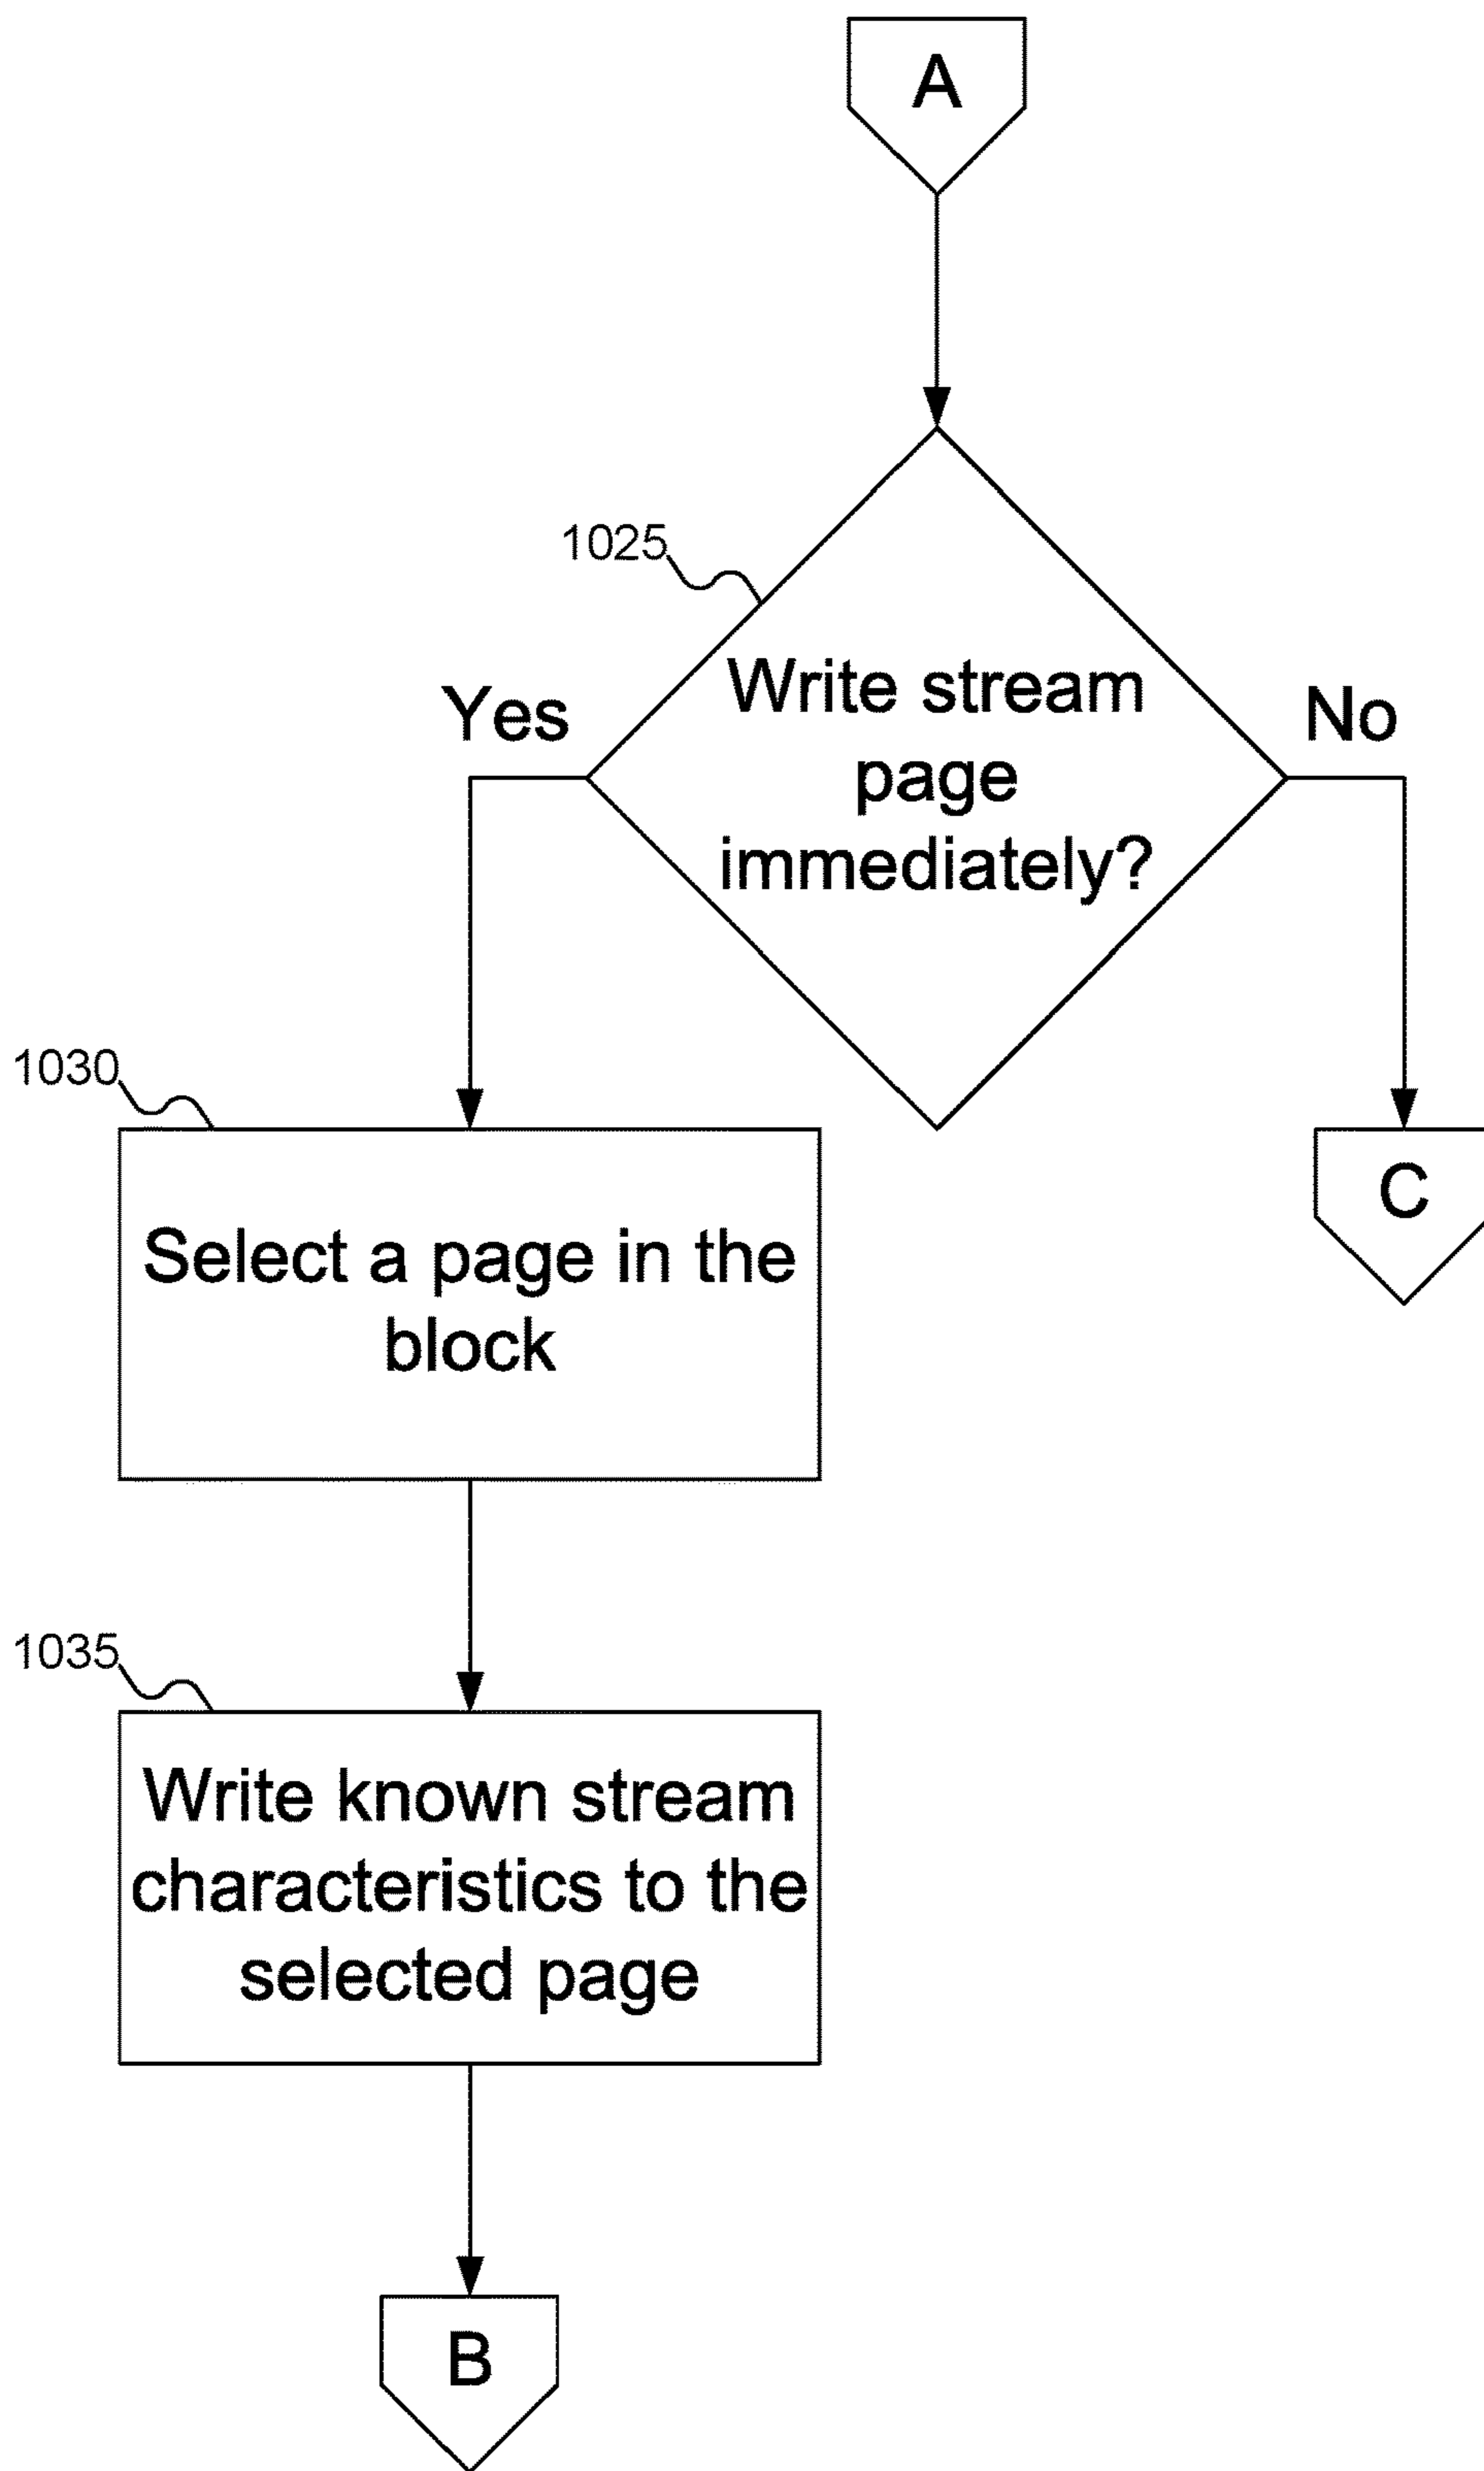 A
1025
Write stream
page
immediately?
Yes
No
1030
Select a page in the
block
C
1035
Write known stream
characteristics to the
selected page
B